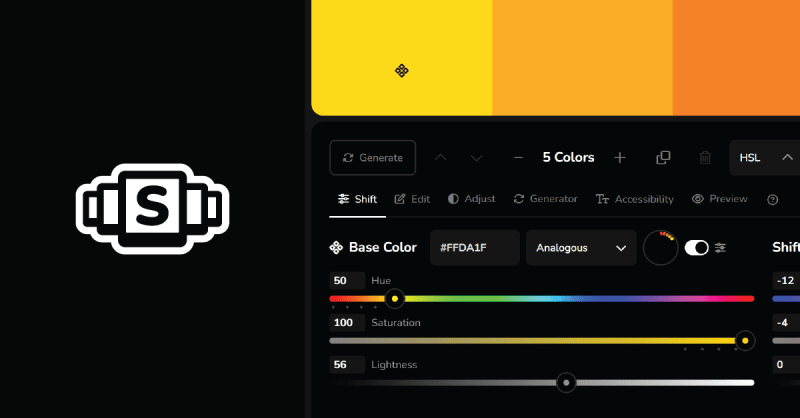 S
Generate
5 Colors
HSL
Shift
Edit
Adjust
Generator
Accessibility
Preview
Base Color
#FFDA1F
Analogous
Shift
50 Hue
-12
100 Saturation
-4
56 Lightness
0